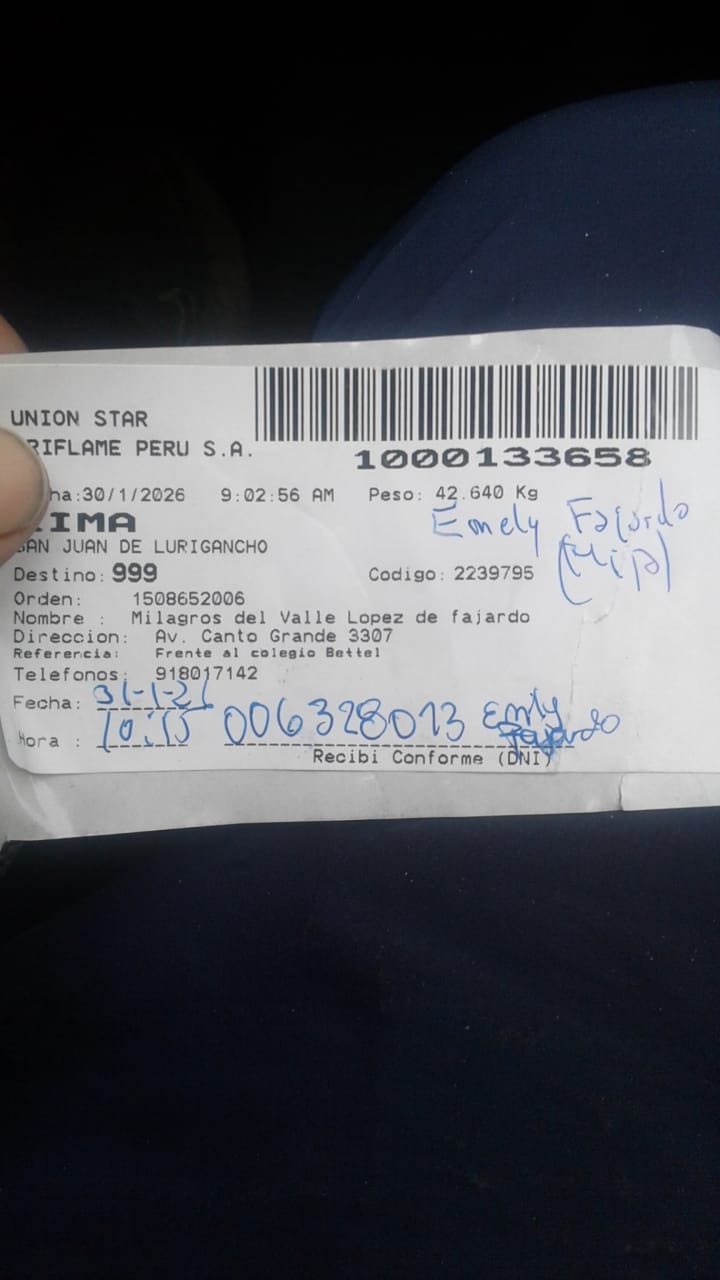 UNION STAR
RIFLAME PERU S.A.
1000133658
ha:30/1/2026 9:02:56 AM Peso: 42.640 Kg
IMA
Emely Fajardo
SAN JUAN DE LURIGANCHO
(Hija)
Destino: 999 Codigo: 2239795
Orden: 1508652006
Nombre : Milagros del Valle Lopez de fajardo
Direccion: Av. Canto Grande 3307
Referencia: Frente al colegio Bettel
Telefonos: 918017142
Fecha: 31-1-26
Hora : 10:15 006328013 Emely Fajardo
Recibi Conforme (DNI)